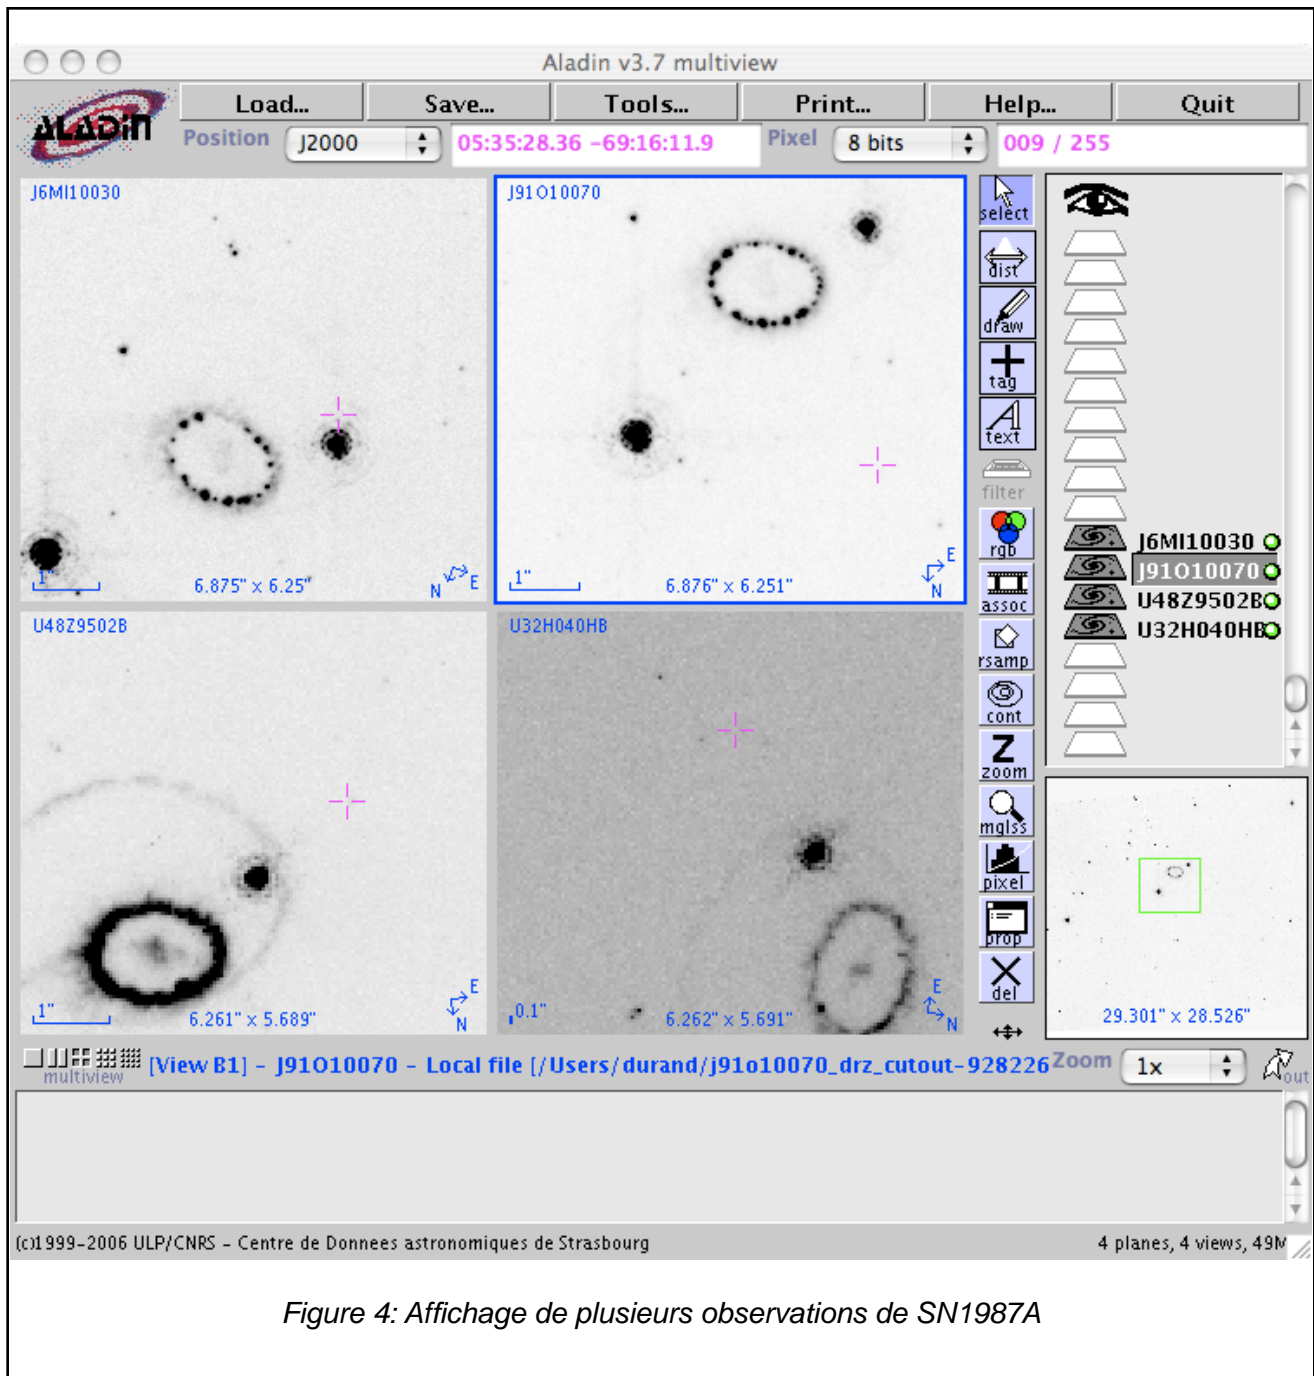 Aladin v3.7 multiview
ALADIN
Load... Save... Tools... Print... Help... Quit
Position J2000 05:35:28.36 -69:16:11.9 Pixel 8 bits 009 / 255
J6MI10030
1"
6.875" x 6.25"
N E
J91O10070
1"
6.876" x 6.251"
E
N
U48Z9502B
1"
6.261" x 5.689"
E
N
U32H040HB
0.1"
6.262" x 5.691"
E
N
select
dist
draw
tag
text
filter
rgb
assoc
rsamp
cont
Z
zoom
mglss
pixel
prop
del
J6MI10030
J91O10070
U48Z9502B
U32H040HB
29.301" x 28.526"
multiview
[View B1] - J91O10070 - Local file [/Users/durand/j91o10070_drz_cutout-928226
Zoom 1x out
(c)1999-2006 ULP/CNRS - Centre de Donnees astronomiques de Strasbourg
4 planes, 4 views, 49M
Figure 4: Affichage de plusieurs observations de SN1987A